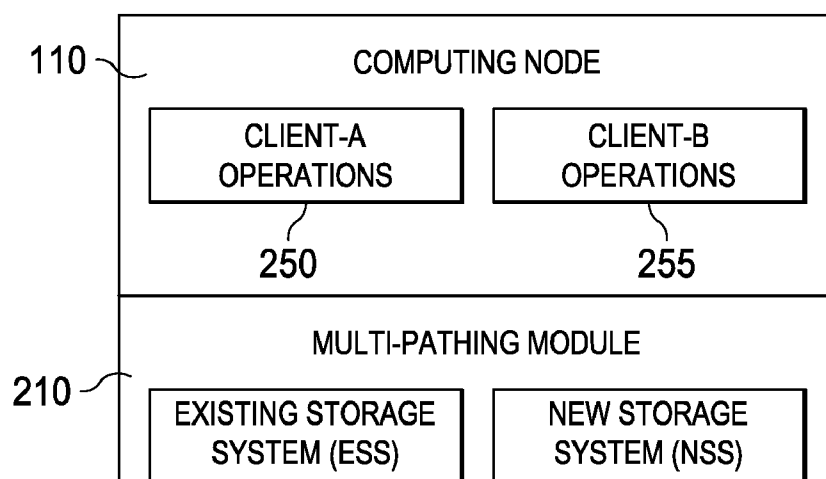 110
COMPUTING NODE
CLIENT-A
OPERATIONS
CLIENT-B
OPERATIONS
250
255
MULTI-PATHING MODULE
210
EXISTING STORAGE
SYSTEM (ESS)
NEW STORAGE
SYSTEM (NSS)